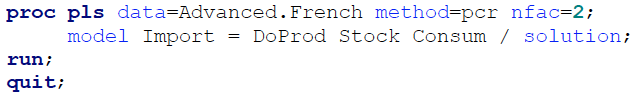 proc pls data=Advanced.French method=pcr nfac=2;
model Import = DoProd Stock Consum / solution;
run;
quit;